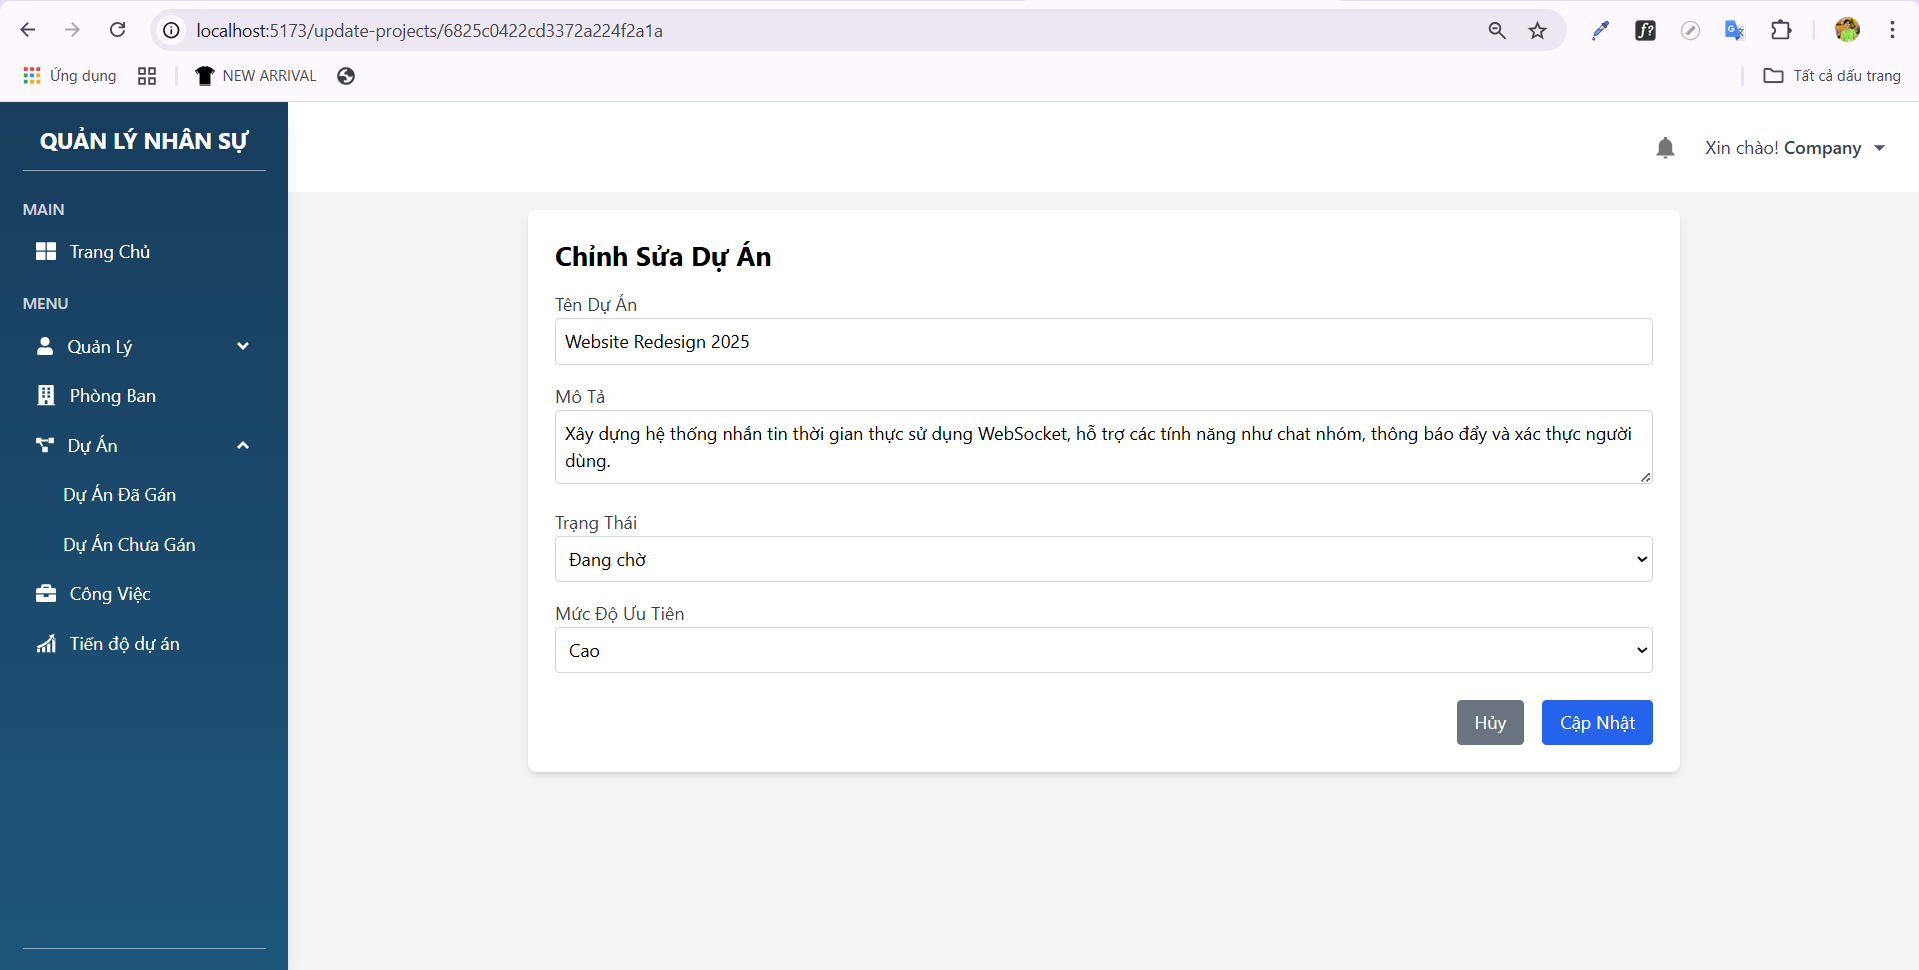 localhost:5173/update-projects/6825c0422cd3372a224f2a1a
Ứng dụng
NEW ARRIVAL
Tất cả dấu trang
QUẢN LÝ NHÂN SỰ
Xin chào! Company
MAIN
Trang Chủ
MENU
Quản Lý
Phòng Ban
Dự Án
Dự Án Đã Gán
Dự Án Chưa Gán
Công Việc
Tiến độ dự án
Chỉnh Sửa Dự Án
Tên Dự Án
Website Redesign 2025
Mô Tả
Xây dựng hệ thống nhắn tin thời gian thực sử dụng WebSocket, hỗ trợ các tính năng như chat nhóm, thông báo đẩy và xác thực người
dùng.
Trạng Thái
Đang chờ
Mức Độ Ưu Tiên
Cao
Hủy
Cập Nhật